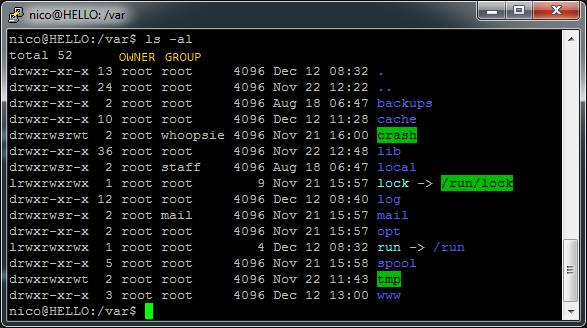 nico@HELLO: /var
nico@HELLO:/var$ ls -al
total 52 OWNER GROUP
drwxr-xr-x 13 root root 4096 Dec 12 08:32 .
drwxr-xr-x 24 root root 4096 Nov 22 12:22 ..
drwxr-xr-x 2 root root 4096 Aug 18 06:47 backups
drwxr-xr-x 10 root root 4096 Dec 12 11:28 cache
drwxrwsrwt 2 root whoopsie 4096 Nov 21 16:00 crash
drwxr-xr-x 36 root root 4096 Nov 22 12:48 lib
drwxrwsr-x 2 root staff 4096 Aug 18 06:47 local
lrwxrwxrwx 1 root root 9 Nov 21 15:57 lock -> /run/lock
drwxr-xr-x 12 root root 4096 Dec 12 08:40 log
drwxrwsr-x 2 root mail 4096 Nov 21 15:57 mail
drwxr-xr-x 2 root root 4096 Nov 21 15:57 opt
lrwxrwxrwx 1 root root 4 Dec 12 08:32 run -> /run
drwxr-xr-x 5 root root 4096 Nov 21 15:58 spool
drwxrwxrwt 2 root root 4096 Nov 22 11:43 tmp
drwxr-xr-x 3 root root 4096 Dec 12 13:00 www
nico@HELLO:/var$